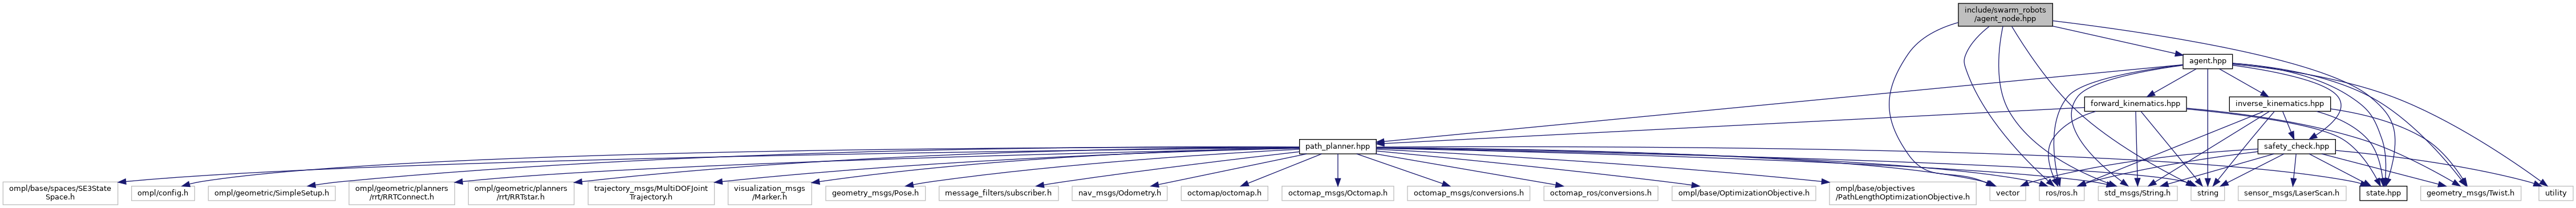 include/swarm_robots
/agent_node.hpp
agent.hpp
forward_kinematics.hpp
inverse_kinematics.hpp
path_planner.hpp
safety_check.hpp
ompl/base/spaces/SE3State
Space.h
ompl/config.h
ompl/geometric/SimpleSetup.h
ompl/geometric/planners
/rrt/RRTConnect.h
ompl/geometric/planners
/rrt/RRTstar.h
trajectory_msgs/MultiDOFJoint
Trajectory.h
visualization_msgs
/Marker.h
geometry_msgs/Pose.h
message_filters/subscriber.h
nav_msgs/Odometry.h
octomap/octomap.h
octomap_msgs/Octomap.h
octomap_msgs/conversions.h
octomap_ros/conversions.h
ompl/base/OptimizationObjective.h
ompl/base/objectives
/PathLengthOptimizationObjective.h
vector
ros/ros.h
std_msgs/String.h
string
sensor_msgs/LaserScan.h
state.hpp
geometry_msgs/Twist.h
utility